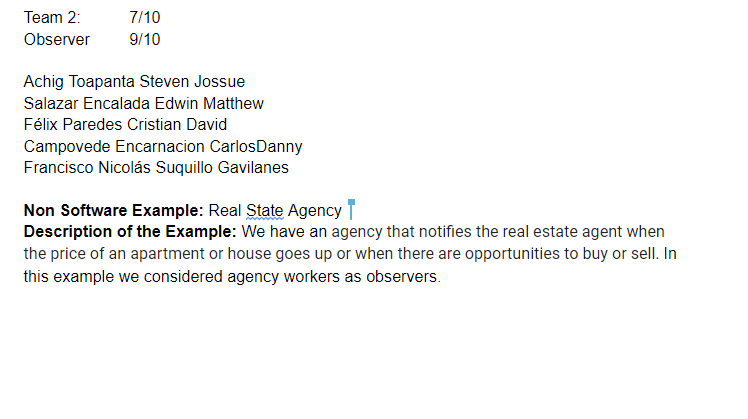 Team 2: 7/10
Observer 9/10
Achig Toapanta Steven Jossue
Salazar Encalada Edwin Matthew
Félix Paredes Cristian David
Campovede Encarnacion CarlosDanny
Francisco Nicolás Suquillo Gavilanes
Non Software Example: Real State Agency
Description of the Example: We have an agency that notifies the real estate agent when
the price of an apartment or house goes up or when there are opportunities to buy or sell. In
this example we considered agency workers as observers.